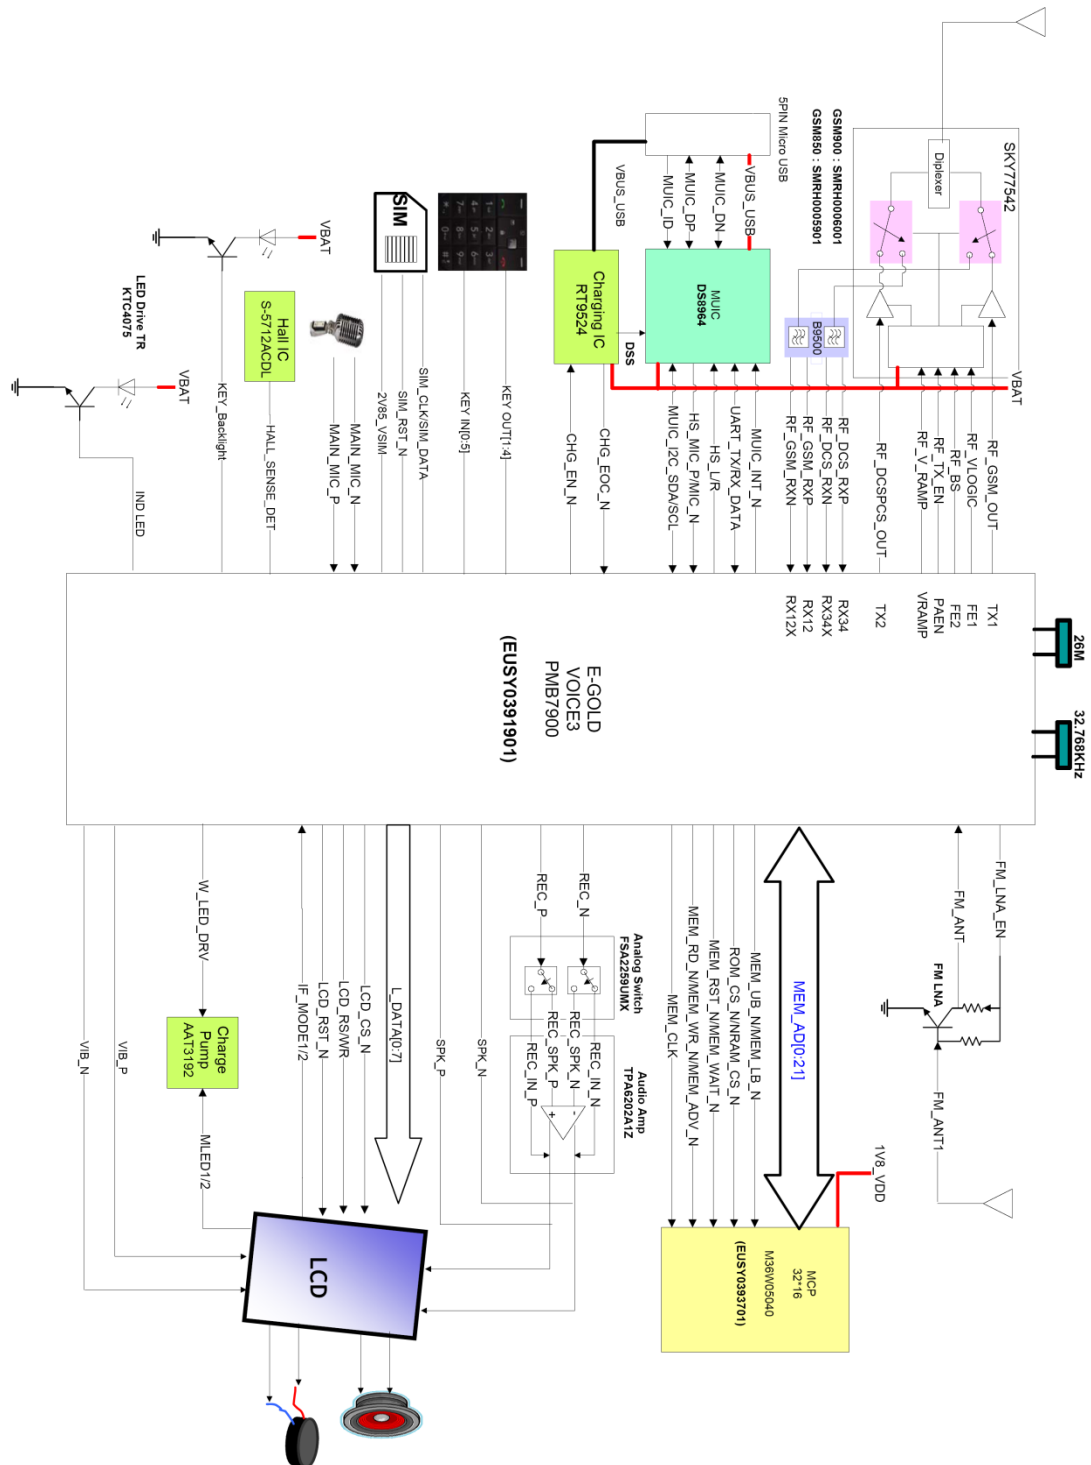 SKY77542
Diplexer
GSM900 : SMRH0006001
GSM850 : SMRH0005901
B9500
VBAT
RF_GSM_OUT
RF_VLOGIC
RF_BS
RF_TX_EN
RF_V_RAMP
RF_DCSPCS_OUT
RF_DCS_RXP
RF_DCS_RXN
RF_GSM_RXP
RF_GSM_RXN
5PIN Micro USB
VBUS_USB
MUIC_DN
MUIC_DP
MUIC_ID
VBUS_USB
MUIC
DS8964
DSS
Charging IC
RT9524
MUIC_INT_N
UART_TX/RX_DATA
HS_L/R
HS_MIC_P/MIC_N
MUIC_I2C_SDA/SCL
CHG_EOC_N
CHG_EN_N
KEY OUT[1:4]
KEY IN[0:5]
SIM
SIM_CLK/SIM_DATA
SIM_RST_N
2V85_VSIM
MAIN_MIC_N
MAIN_MIC_P
Hall IC
S-5712ACDL
HALL_SENSE_DET
VBAT
KEY_Backlight
LED Drive TR
KTC4075
VBAT
IND LED
TX1
FE1
FE2
PAEN
VRAMP
TX2
RX34
RX34X
RX12
RX12X
26M
32.768KHz
E-GOLD
VOICE3
PMB7900
(EUSY0391901)
FM_LNA_EN
FM_ANT
FM LNA
FM_ANT1
1V8_VDD
MEM_AD[0:21]
MEM_UB_N/MEM_LB_N
ROM_CS_N/NRAM_CS_N
MEM_RST_N/MEM_WAIT_N
MEM_RD_N/MEM_WR_N/MEM_ADV_N
MEM_CLK
MCP
32*16
M36W05040
(EUSY0393701)
REC_N
REC_P
Analog Switch
FSA2259UMX
REC_IN_N
REC_SPK_N
REC_SPK_P
REC_IN_P
Audio Amp
TPA6202A1Z
-
+
SPK_N
SPK_P
L_DATA[0:7]
LCD_CS_N
LCD_RS/WR
LCD_RST_N
IF_MODE1/2
W_LED_DRV
Charge
Pump
AAT3192
MLED1/2
VIB_P
VIB_N
LCD